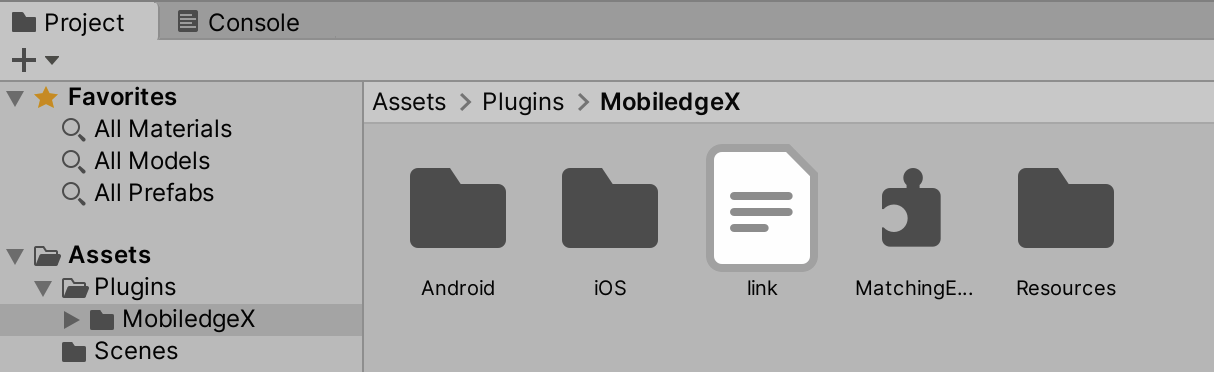 Project Console
Favorites
All Materials
All Models
All Prefabs
Assets
Plugins
MobiledgeX
Scenes
Assets > Plugins > MobiledgeX
Android iOS link MatchingE... Resources